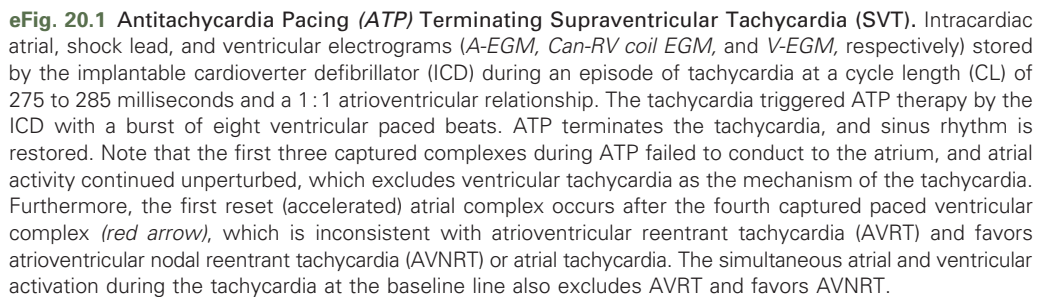 eFig. 20.1 Antitachycardia Pacing (ATP) Terminating Supraventricular Tachycardia (SVT). Intracardiac
atrial, shock lead, and ventricular electrograms (A-EGM, Can-RV coil EGM, and V-EGM, respectively) stored
by the implantable cardioverter defibrillator (ICD) during an episode of tachycardia at a cycle length (CL) of
275 to 285 milliseconds and a 1:1 atrioventricular relationship. The tachycardia triggered ATP therapy by the
ICD with a burst of eight ventricular paced beats. ATP terminates the tachycardia, and sinus rhythm is
restored. Note that the first three captured complexes during ATP failed to conduct to the atrium, and atrial
activity continued unperturbed, which excludes ventricular tachycardia as the mechanism of the tachycardia.
Furthermore, the first reset (accelerated) atrial complex occurs after the fourth captured paced ventricular
complex (red arrow), which is inconsistent with atrioventricular reentrant tachycardia (AVRT) and favors
atrioventricular nodal reentrant tachycardia (AVNRT) or atrial tachycardia. The simultaneous atrial and ventricular
activation during the tachycardia at the baseline line also excludes AVRT and favors AVNRT.